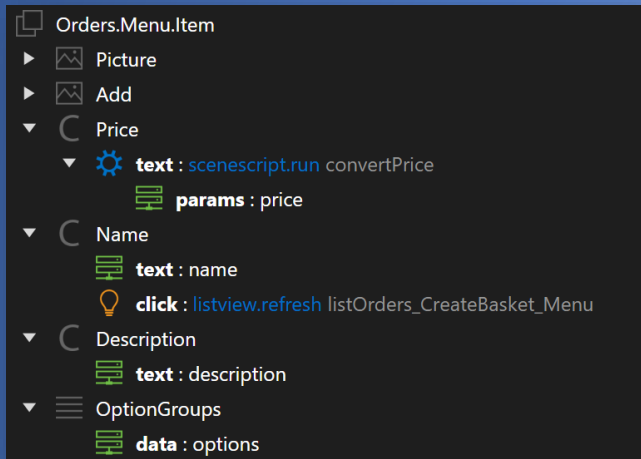 Orders.Menu.Item
Picture
Add
Price
text : scenescript.run convertPrice
params : price
Name
text : name
click : listview.refresh listOrders_CreateBasket_Menu
Description
text : description
OptionGroups
data : options